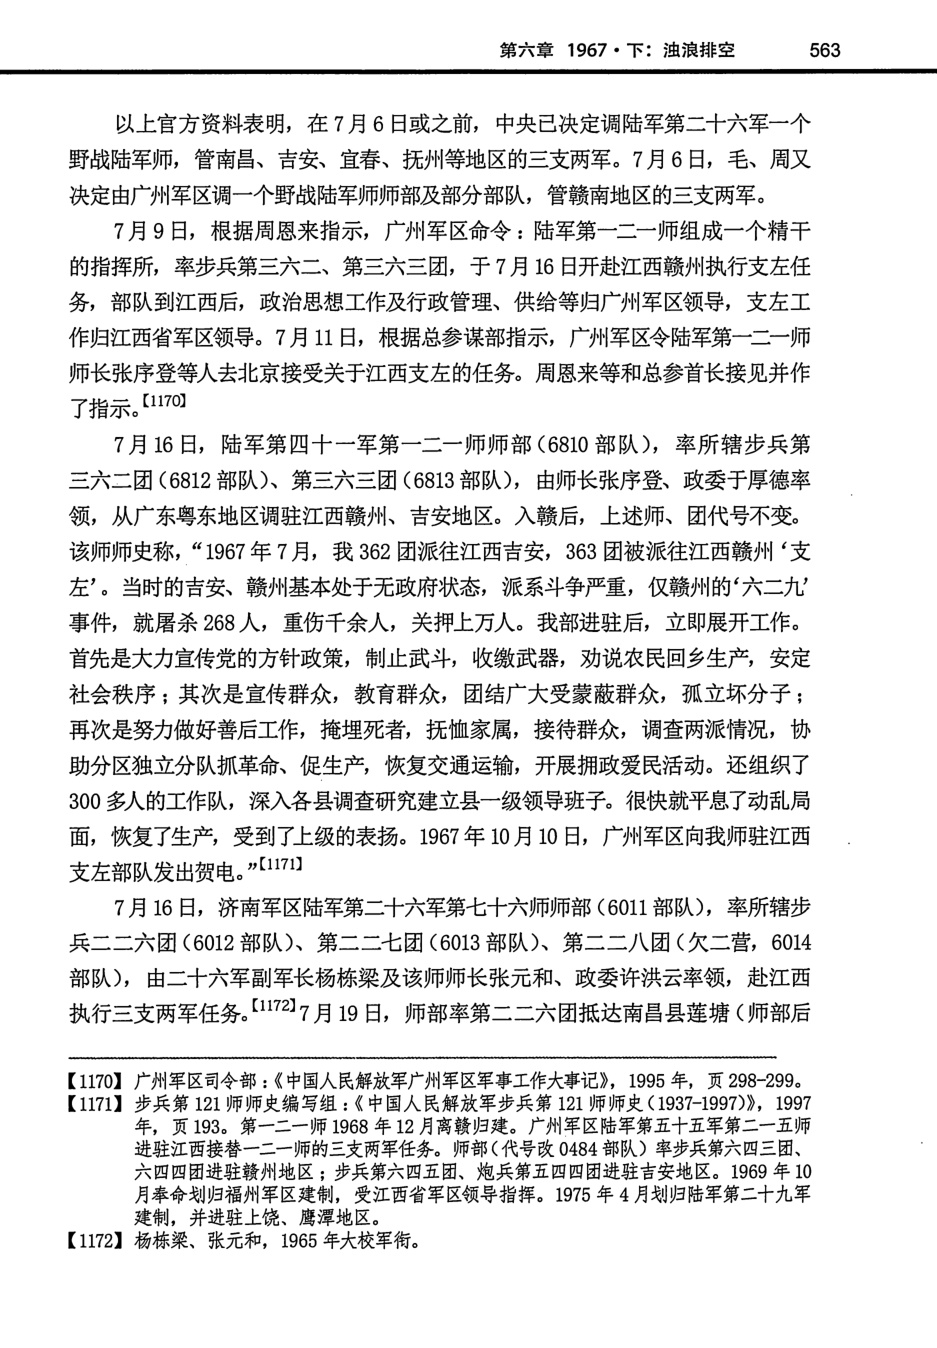 第六章 1967·下：浊浪排空 563
以上官方资料表明，在7月6日或之前，中央已决定调陆军第二十六军一个
野战陆军师，管南昌、吉安、宜春、抚州等地区的三支两军。7月6日，毛、周又
决定由广州军区调一个野战陆军师师部及部分部队，管赣南地区的三支两军。
7月9日，根据周恩来指示，广州军区命令：陆军第一二一师组成一个精干
的指挥所，率步兵第三六二、第三六三团，于7月16日开赴江西赣州执行支左任
务，部队到江西后，政治思想工作及行政管理、供给等归广州军区领导，支左工
作归江西省军区领导。7月11日，根据总参谋部指示，广州军区令陆军第一二一师
师长张序登等人去北京接受关于江西支左的任务。周恩来等和总参首长接见并作
了指示。【1170】
7月16日，陆军第四十一军第一二一师师部（6810部队），率所辖步兵第
三六二团（6812部队）、第三六三团（6813部队），由师长张序登、政委于厚德率
领，从广东粤东地区调驻江西赣州、吉安地区。入赣后，上述师、团代号不变。
该师师史称，“1967年7月，我362团派往江西吉安，363团被派往江西赣州‘支
左’。当时的吉安、赣州基本处于无政府状态，派系斗争严重，仅赣州的‘六二九’
事件，就屠杀268人，重伤千余人，关押上万人。我部进驻后，立即展开工作。
首先是大力宣传党的方针政策，制止武斗，收缴武器，劝说农民回乡生产，安定
社会秩序；其次是宣传群众，教育群众，团结广大受蒙蔽群众，孤立坏分子；
再次是努力做好善后工作，掩埋死者，抚恤家属，接待群众，调查两派情况，协
助分区独立分队抓革命、促生产，恢复交通运输，开展拥政爱民活动。还组织了
300多人的工作队，深入各县调查研究建立县一级领导班子。很快就平息了动乱局
面，恢复了生产，受到了上级的表扬。1967年10月10日，广州军区向我师驻江西
支左部队发出贺电。”【1171】
7月16日，济南军区陆军第二十六军第七十六师师部（6011部队），率所辖步
兵二二六团（6012部队）、第二二七团（6013部队）、第二二八团（欠二营，6014
部队），由二十六军副军长杨栋梁及该师师长张元和、政委许洪云率领，赴江西
执行三支两军任务。【1172】7月19日，师部率第二二六团抵达南昌县莲塘（师部后
【1170】 广州军区司令部：《中国人民解放军广州军区军事工作大事记》，1995年，页298-299。
【1171】 步兵第121师师史编写组：《中国人民解放军步兵第121师师史（1937-1997）》，1997
年，页193。第一二一师1968年12月离赣归建。广州军区陆军第五十五军第二一五师
进驻江西接替一二一师的三支两军任务。师部（代号改0484部队）率步兵第六四三团、
六四四团进驻赣州地区；步兵第六四五团、炮兵第五四四团进驻吉安地区。1969年10
月奉命划归福州军区建制，受江西省军区领导指挥。1975年4月划归陆军第二十九军
建制，并进驻上饶、鹰潭地区。
【1172】 杨栋梁、张元和，1965年大校军衔。